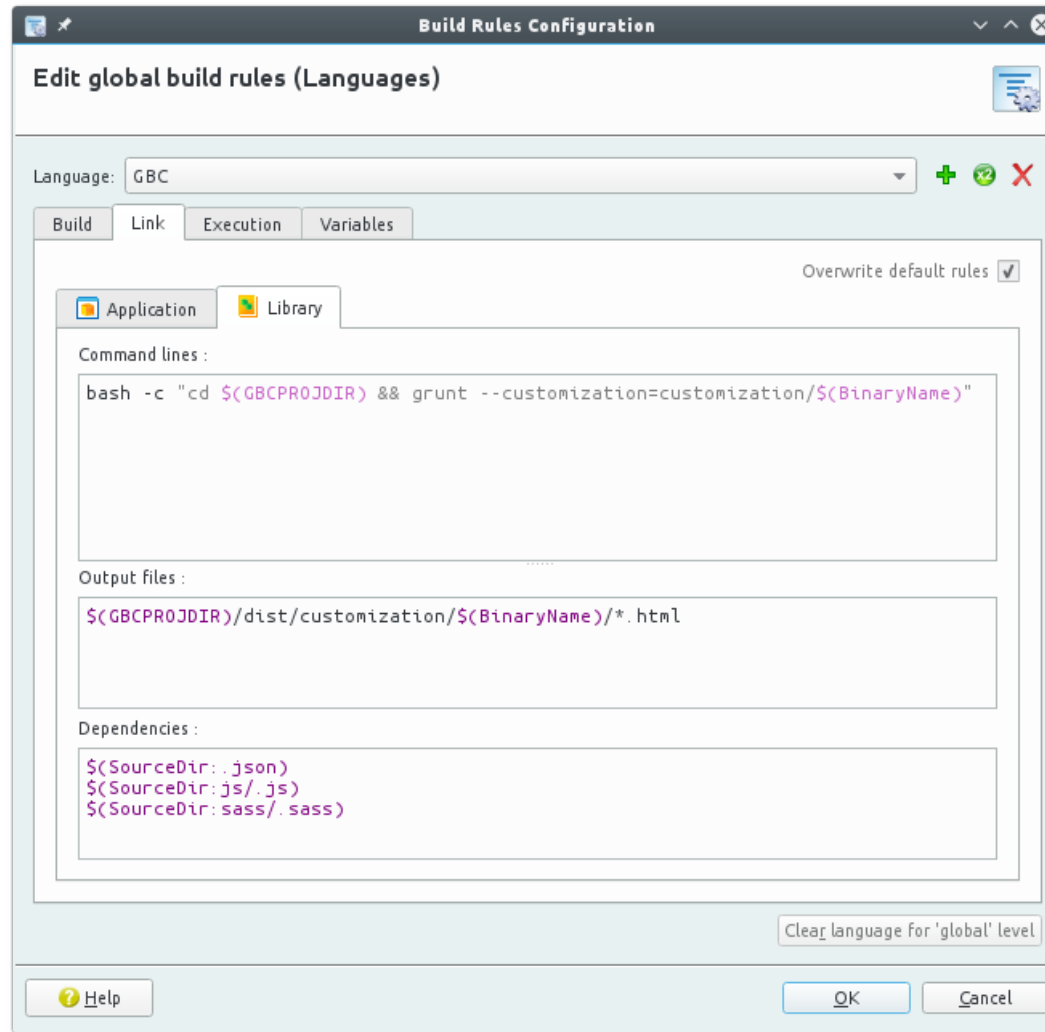 Build Rules Configuration
Edit global build rules (Languages)
Language: GBC
x2
Build Link Execution Variables
Overwrite default rules
Application Library
Command lines :
bash -c "cd $(GBCPROJDIR) && grunt --customization=customization/$(BinaryName)"
Output files :
$(GBCPROJDIR)/dist/customization/$(BinaryName)/*.html
Dependencies :
$(SourceDir:.json)
$(SourceDir:js/.js)
$(SourceDir:sass/.sass)
Clear language for 'global' level
Help OK Cancel